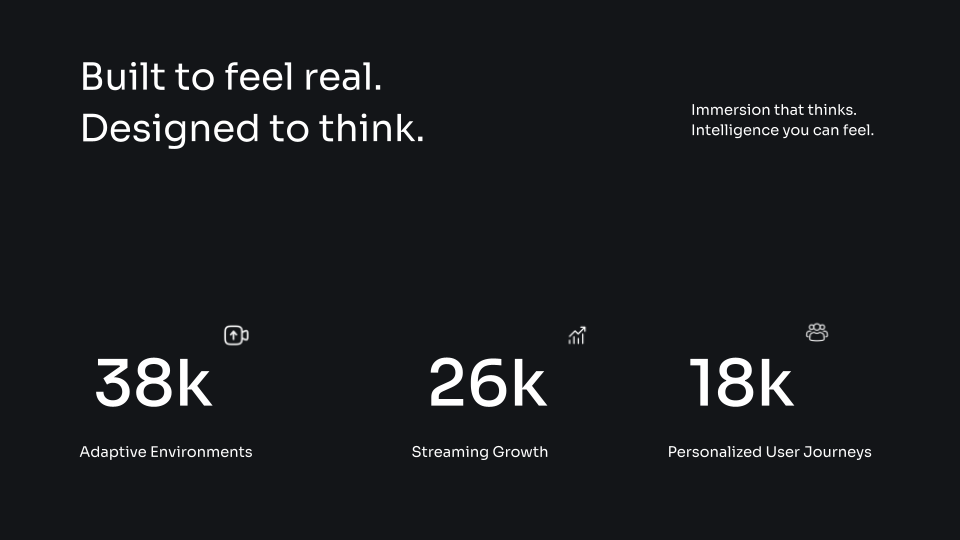 Built to feel real.
Designed to think.
Immersion that thinks.
Intelligence you can feel.
38k
26k
18k
Adaptive Environments
Streaming Growth
Personalized User Journeys